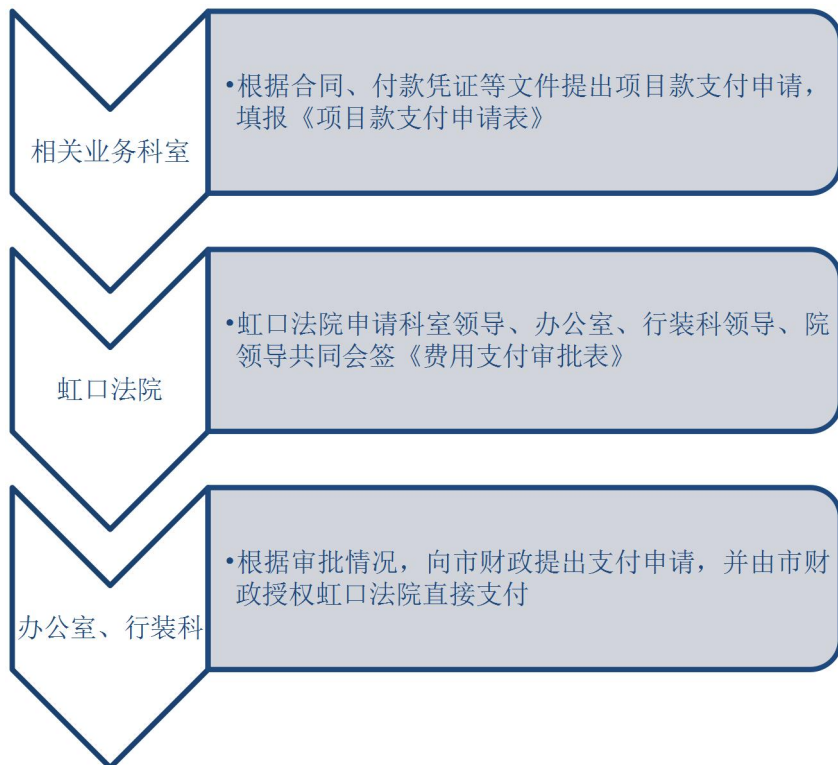 相关业务科室
•根据合同、付款凭证等文件提出项目款支付申请，
填报《项目款支付申请表》
虹口法院
•虹口法院申请科室领导、办公室、行装科领导、院
领导共同会签《费用支付审批表》
办公室、行装科
•根据审批情况，向市财政提出支付申请，并由市财
政授权虹口法院直接支付